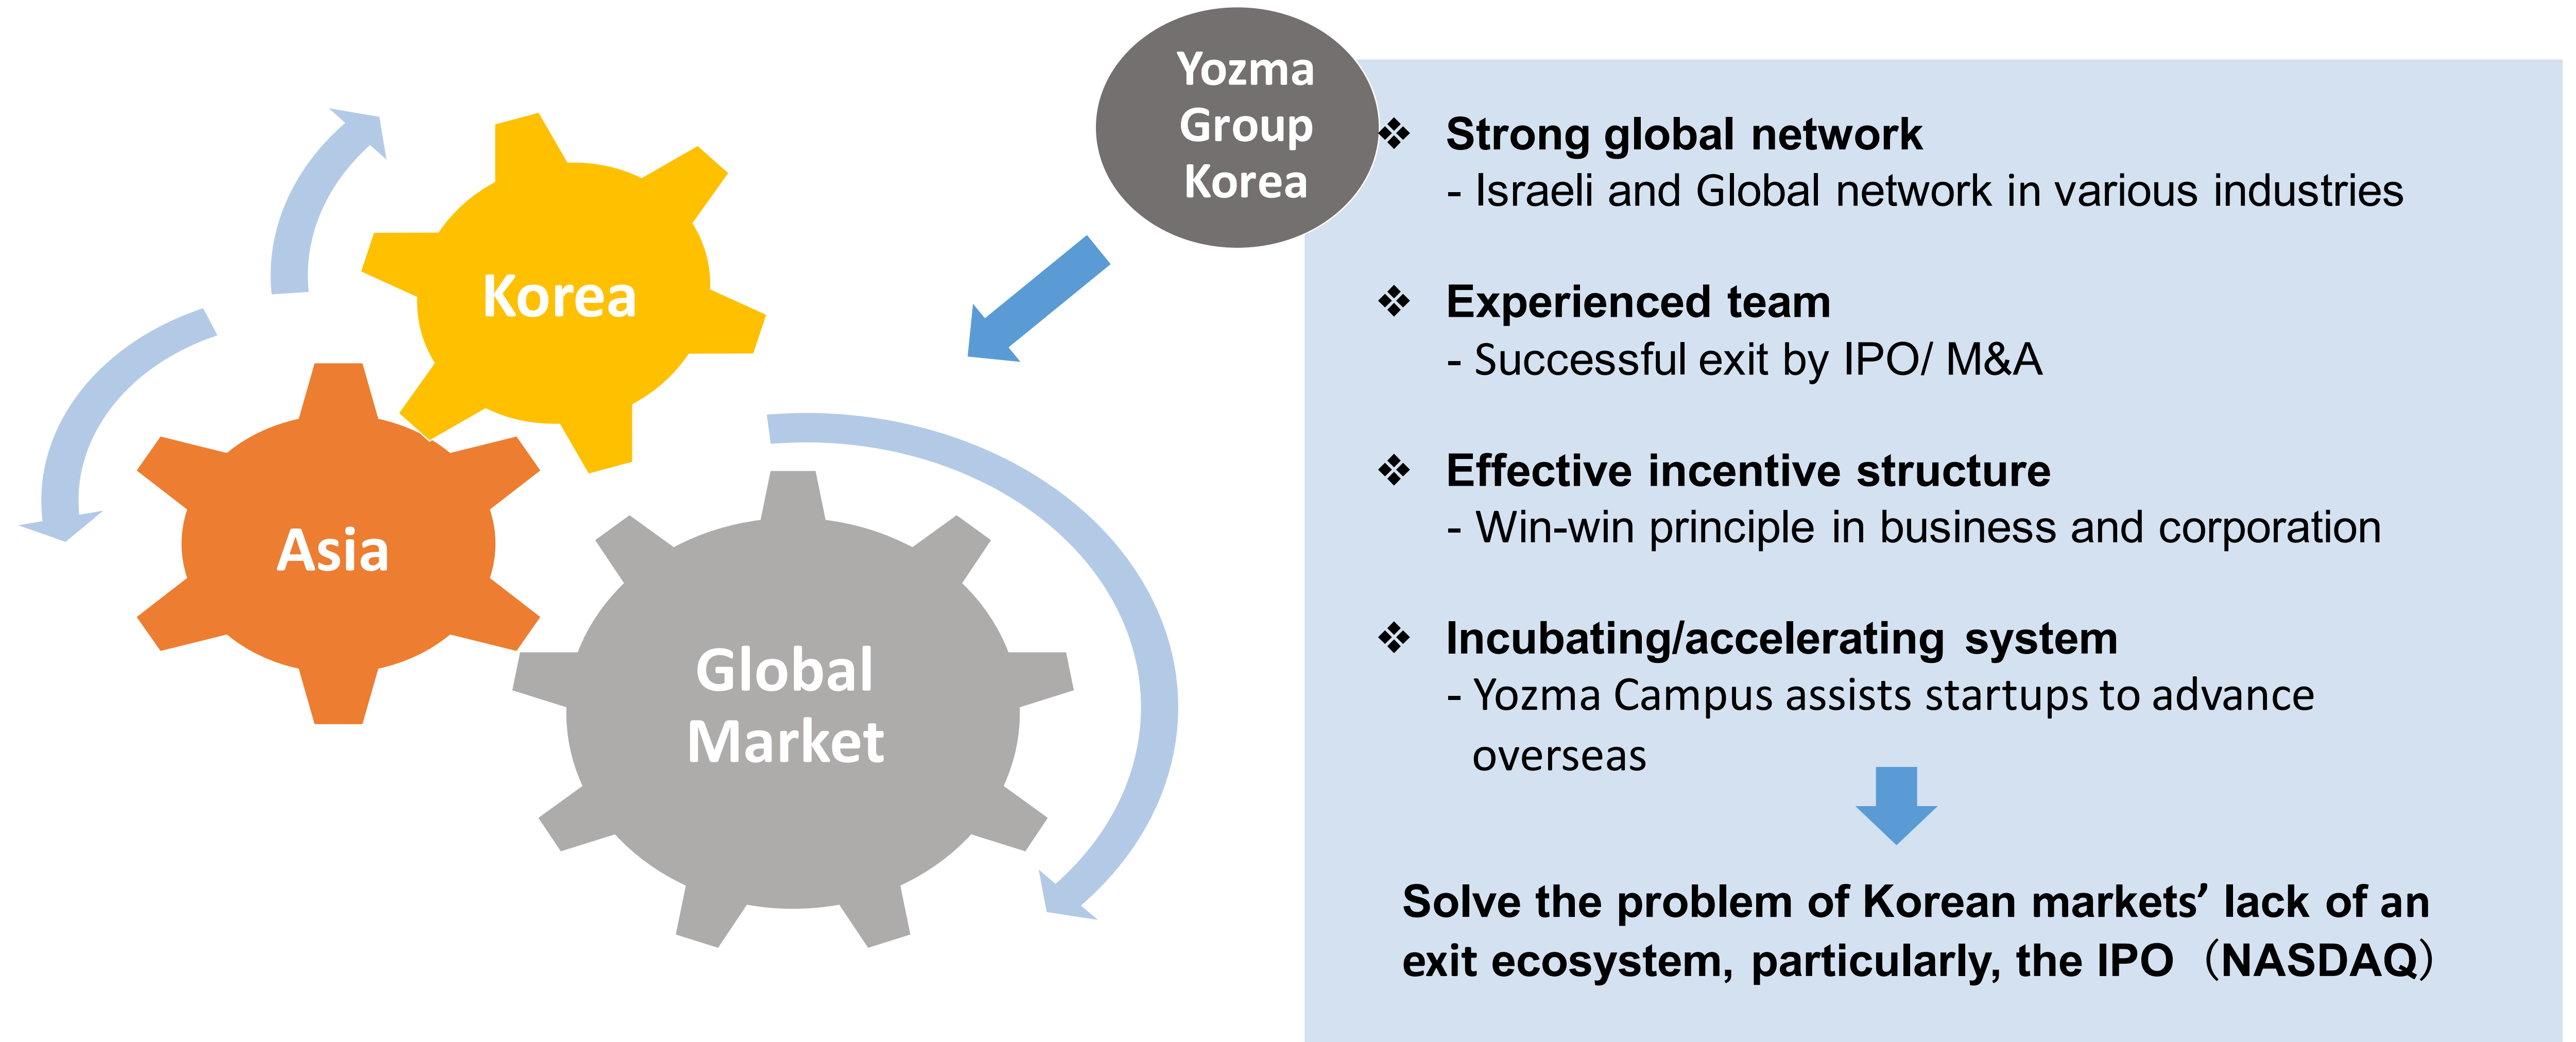 Yozma
Group
Korea
Korea
Asia
Global
Market
❖ Strong global network
- Israeli and Global network in various industries
❖ Experienced team
- Successful exit by IPO/ M&A
❖ Effective incentive structure
- Win-win principle in business and corporation
❖ Incubating/accelerating system
- Yozma Campus assists startups to advance
overseas
Solve the problem of Korean markets’ lack of an
exit ecosystem, particularly, the IPO（NASDAQ）